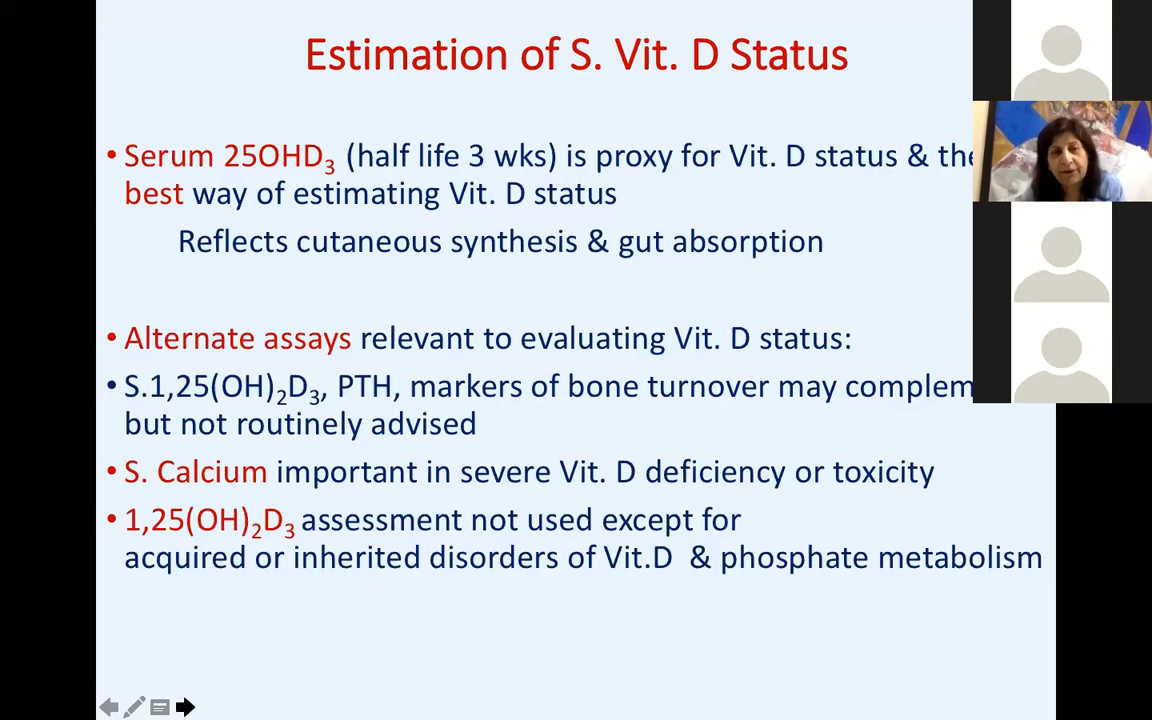 Estimation of S. Vit. D Status
• Serum 25OHD₃ (half life 3 wks) is proxy for Vit. D status & the
best way of estimating Vit. D status
Reflects cutaneous synthesis & gut absorption
• Alternate assays relevant to evaluating Vit. D status:
• S.1,25(OH)₂D₃, PTH, markers of bone turnover may complem
but not routinely advised
• S. Calcium important in severe Vit. D deficiency or toxicity
• 1,25(OH)₂D₃ assessment not used except for
acquired or inherited disorders of Vit.D & phosphate metabolism